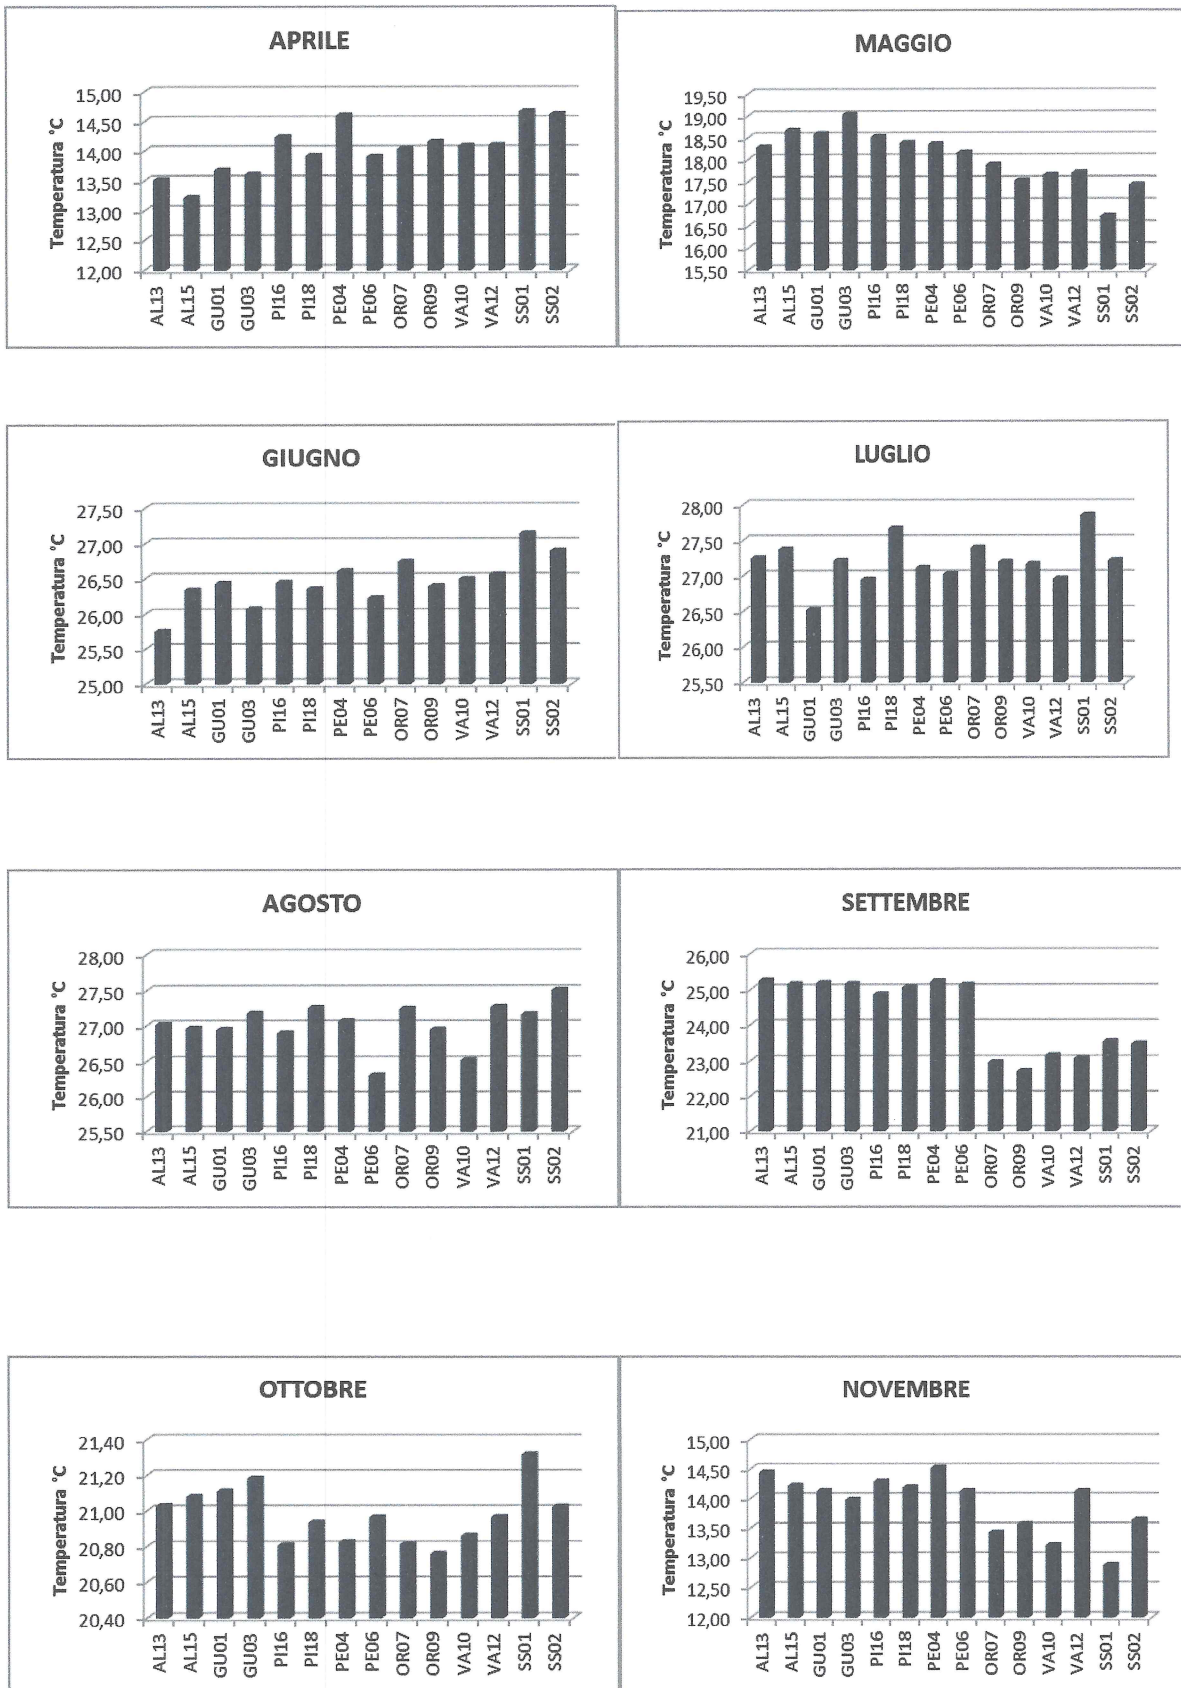 APRILE
Temperatura °C
15,00
14,50
14,00
13,50
13,00
12,50
12,00
AL13
AL15
GU01
GU03
PI16
PI18
PE04
PE06
OR07
OR09
VA10
VA12
SS01
SS02
MAGGIO
Temperatura °C
19,50
19,00
18,50
18,00
17,50
17,00
16,50
16,00
15,50
AL13
AL15
GU01
GU03
PI16
PI18
PE04
PE06
OR07
OR09
VA10
VA12
SS01
SS02
GIUGNO
Temperatura °C
27,50
27,00
26,50
26,00
25,50
25,00
AL13
AL15
GU01
GU03
PI16
PI18
PE04
PE06
OR07
OR09
VA10
VA12
SS01
SS02
LUGLIO
Temperatura °C
28,00
27,50
27,00
26,50
26,00
25,50
AL13
AL15
GU01
GU03
PI16
PI18
PE04
PE06
OR07
OR09
VA10
VA12
SS01
SS02
AGOSTO
Temperatura °C
28,00
27,50
27,00
26,50
26,00
25,50
AL13
AL15
GU01
GU03
PI16
PI18
PE04
PE06
OR07
OR09
VA10
VA12
SS01
SS02
SETTEMBRE
Temperatura °C
26,00
25,00
24,00
23,00
22,00
21,00
AL13
AL15
GU01
GU03
PI16
PI18
PE04
PE06
OR07
OR09
VA10
VA12
SS01
SS02
OTTOBRE
Temperatura °C
21,40
21,20
21,00
20,80
20,60
20,40
AL13
AL15
GU01
GU03
PI16
PI18
PE04
PE06
OR07
OR09
VA10
VA12
SS01
SS02
NOVEMBRE
Temperatura °C
15,00
14,50
14,00
13,50
13,00
12,50
12,00
AL13
AL15
GU01
GU03
PI16
PI18
PE04
PE06
OR07
OR09
VA10
VA12
SS01
SS02